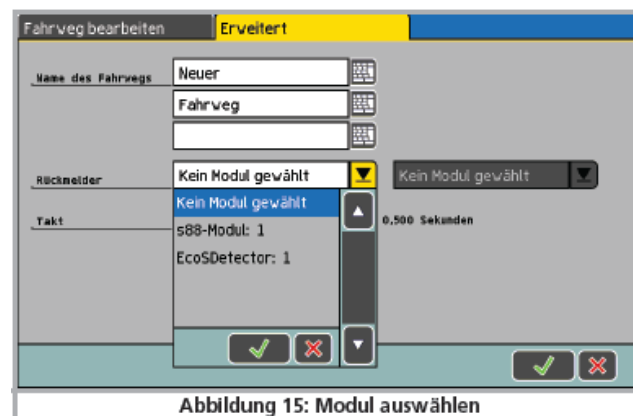 Fahrweg bearbeiten
Erweitert
Name des Fahrwegs
Neuer
Fahrweg
Rückmelder
Kein Modul gewählt
Kein Modul gewählt
Kein Modul gewählt
s88-Modul: 1
EcoSDetector: 1
Takt
0,500 Sekunden
Abbildung 15: Modul auswählen